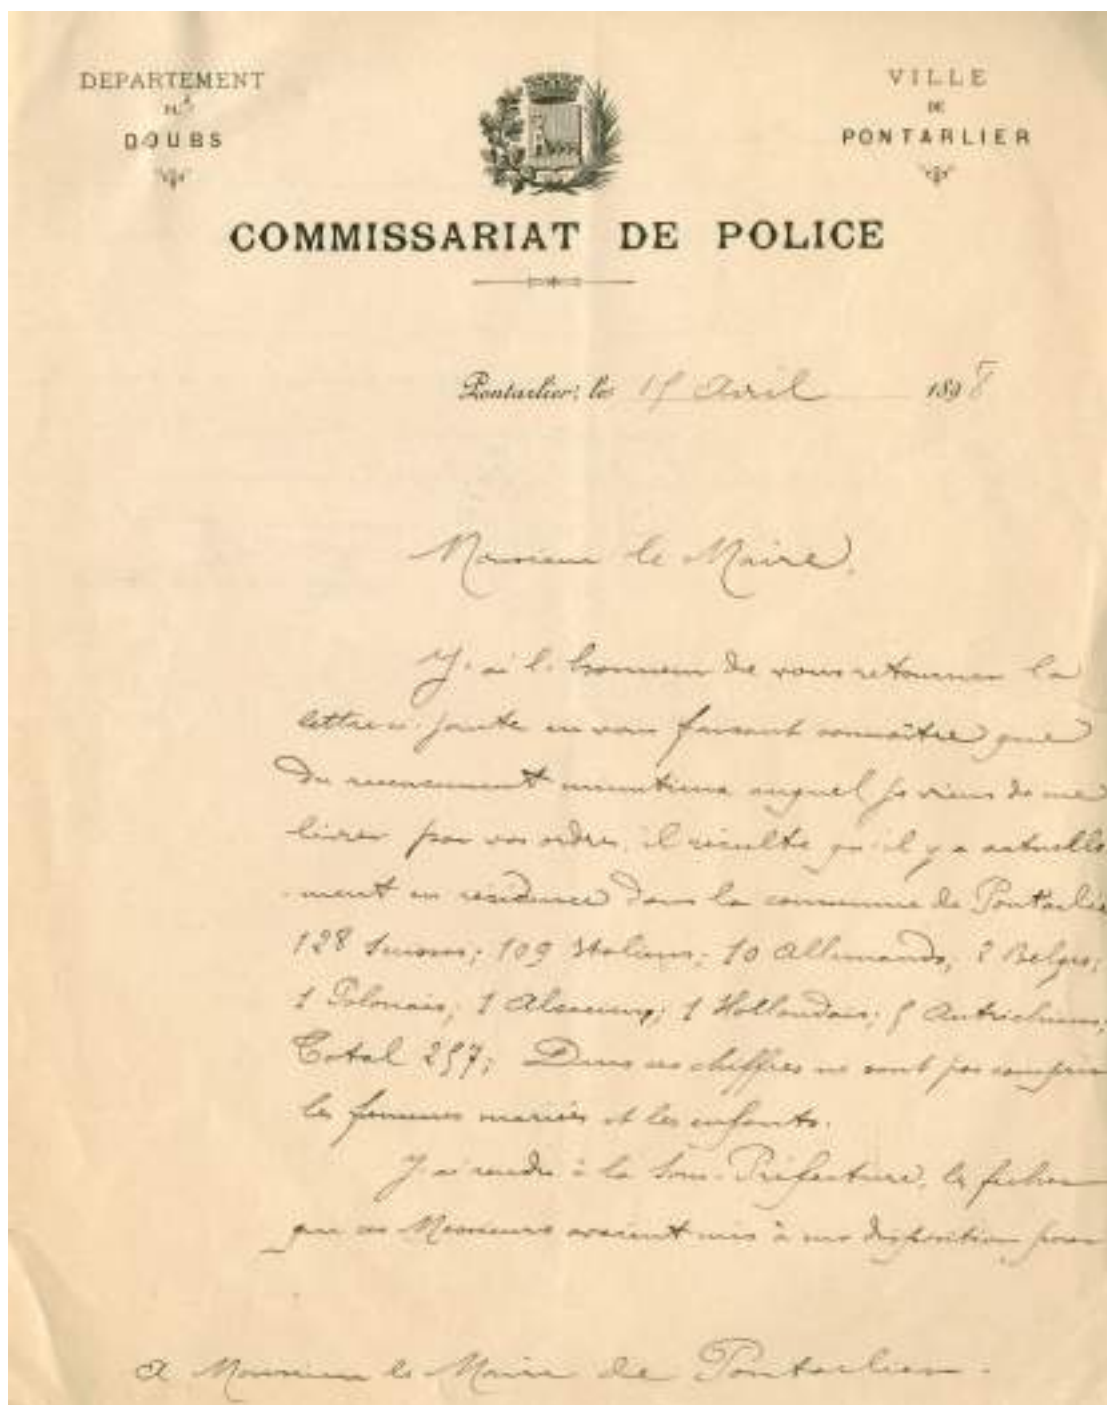 DEPARTEMENT
DU
DOUBS
VILLE
DE
PONTARLIER
COMMISSARIAT DE POLICE
Pontarlier, le 15 Avril 1898
Monsieur le Maire,
J'ai l'honneur de vous retourner la
lettre ci-jointe en vous faisant connaître que
du recensement auquel je viens de me
livrer par vos ordres, il résulte qu'il y a actuelle
-ment en résidence dans la commune de Pontarlier
128 Suisses; 109 Italiens; 10 Allemands; 2 Belges;
1 Polonais; 1 Alsacien; 1 Hollandais; 5 Autrichiens;
Total 257; Dans ces chiffres ne sont pas compris
les femmes mariées et les enfants.
J'ai rendu à la Sous-Préfecture, les fiches
que ces Messieurs avaient mis à ma disposition pour
A Monsieur le Maire de Pontarlier.